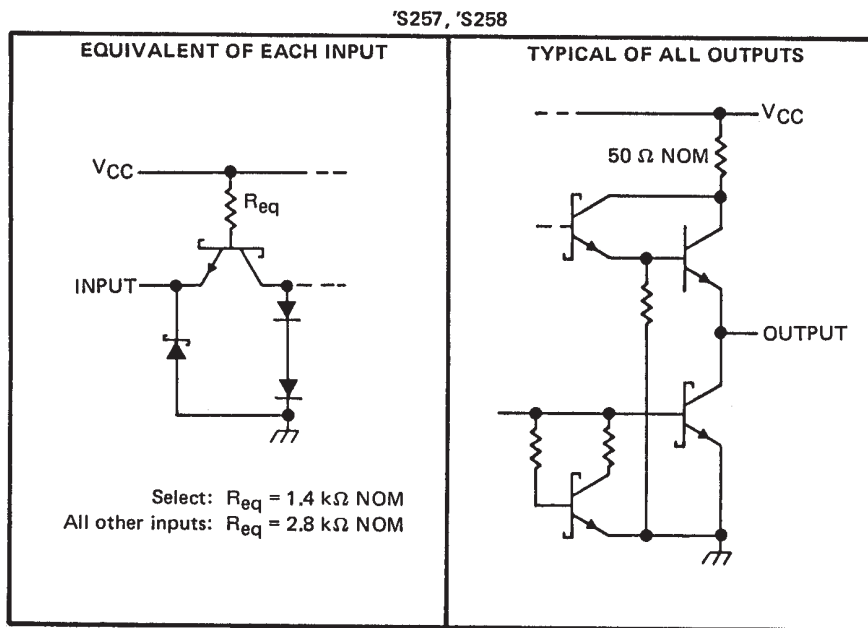 'S257, 'S258
EQUIVALENT OF EACH INPUT
VCC
Req
INPUT
Select: Req = 1.4 kΩ NOM
All other inputs: Req = 2.8 kΩ NOM
TYPICAL OF ALL OUTPUTS
VCC
50 Ω NOM
OUTPUT